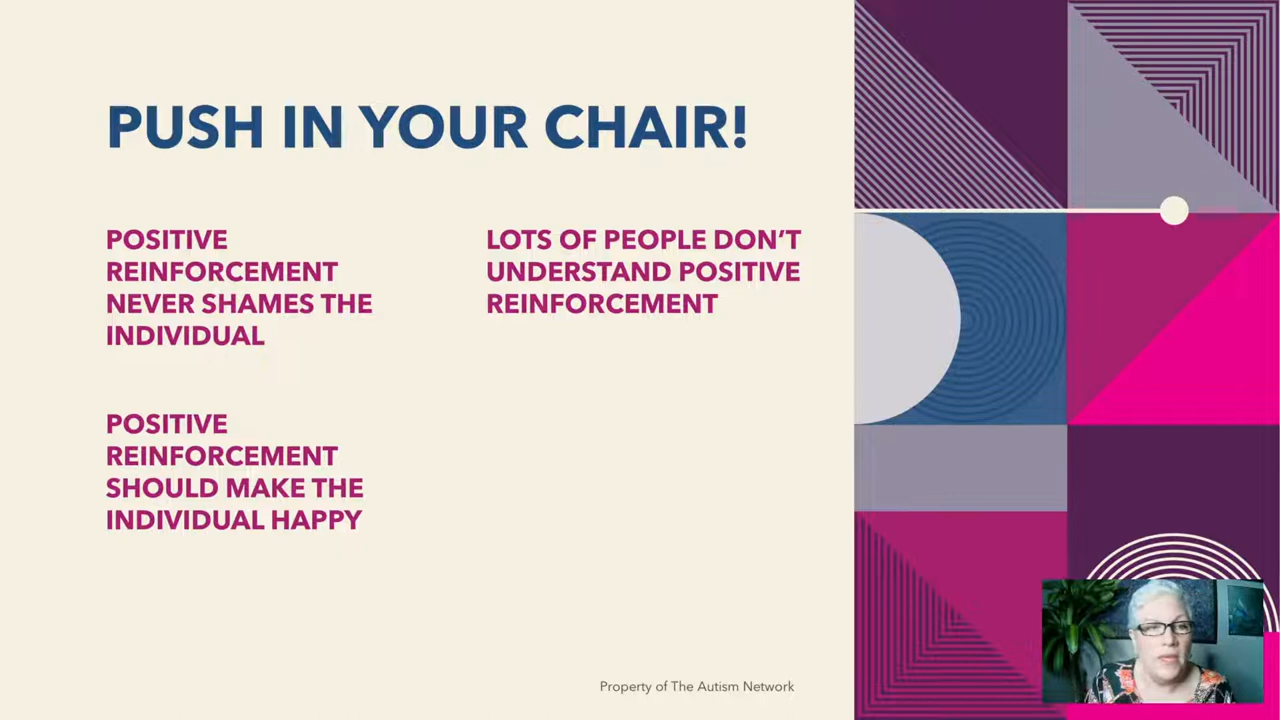 PUSH IN YOUR CHAIR!
POSITIVE
REINFORCEMENT
NEVER SHAMES THE
INDIVIDUAL
LOTS OF PEOPLE DON’T
UNDERSTAND POSITIVE
REINFORCEMENT
POSITIVE
REINFORCEMENT
SHOULD MAKE THE
INDIVIDUAL HAPPY
Property of The Autism Network